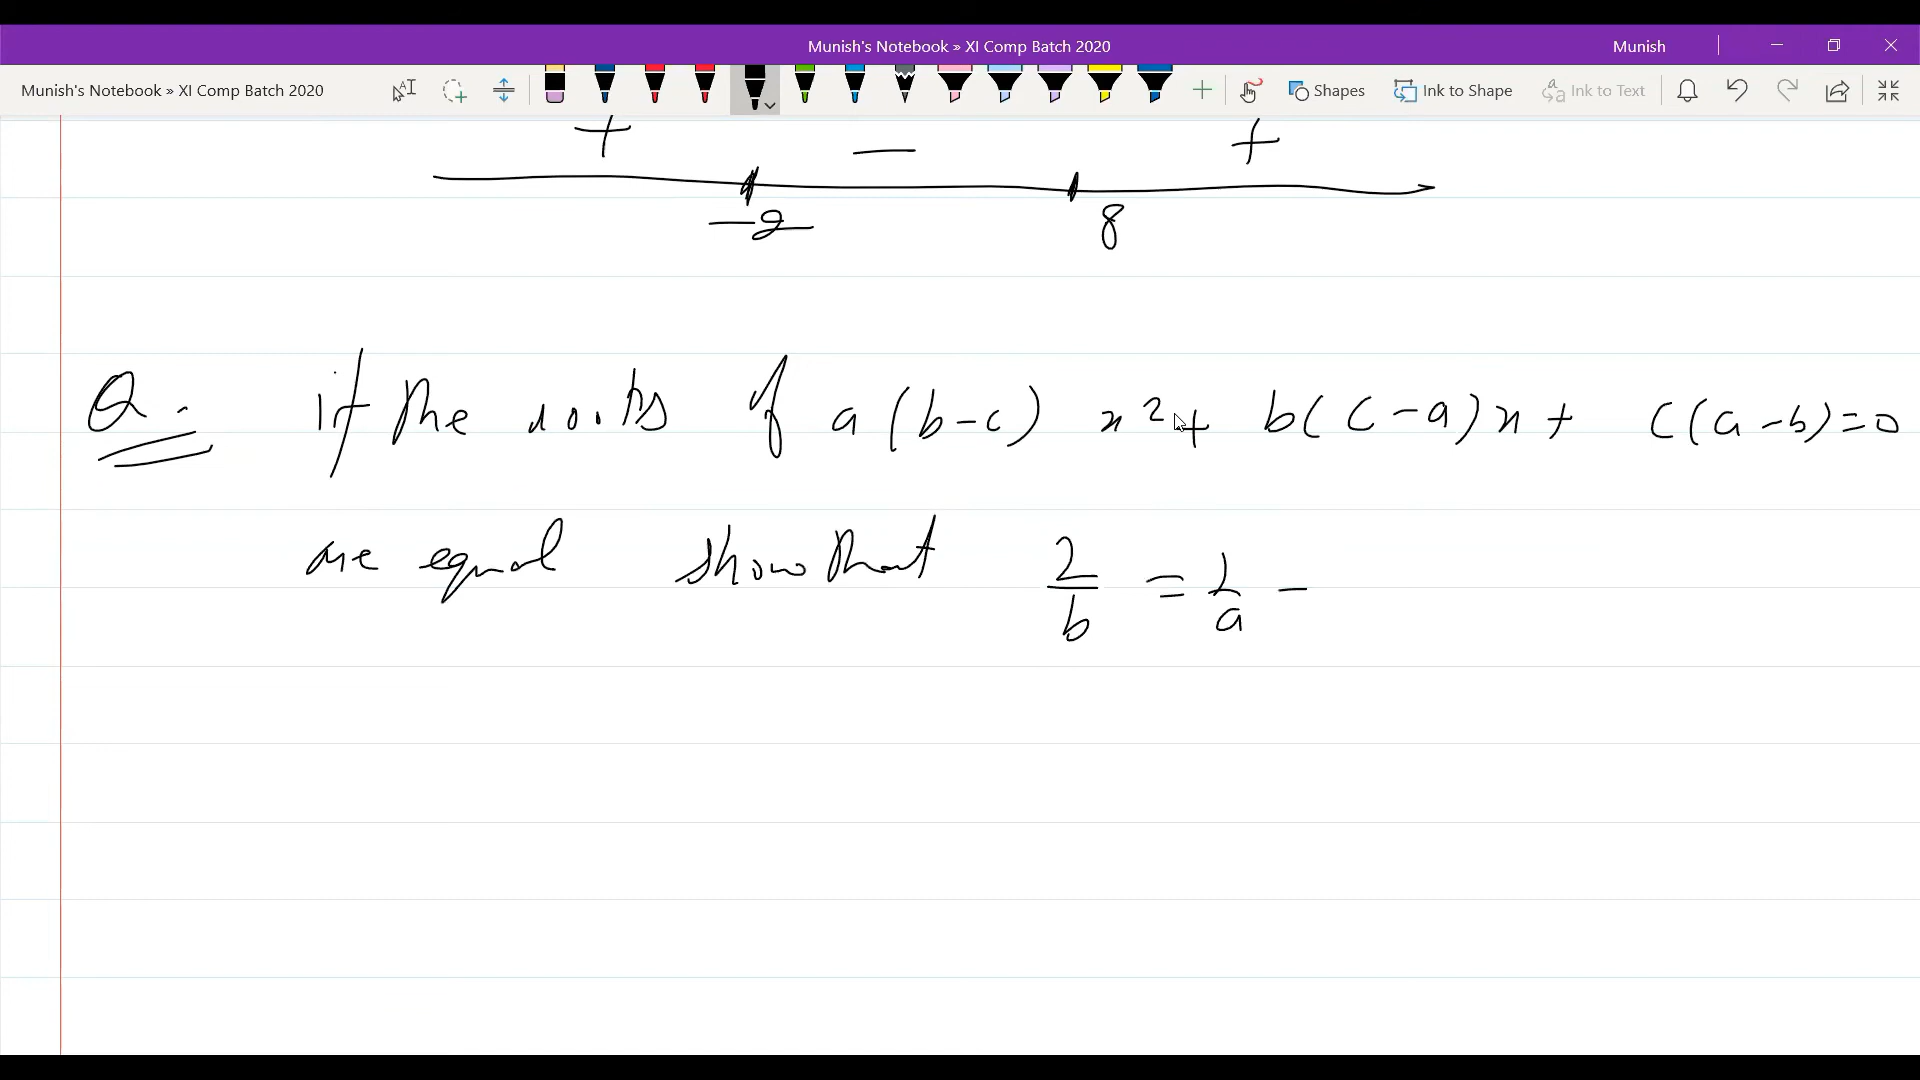 Munish's Notebook » XI Comp Batch 2020 Munish
Munish's Notebook » XI Comp Batch 2020 Shapes Ink to Shape Ink to Text
+ — +
-2 8
Q. if the roots of a(b-c) x² + b(c-a)x + c(a-b)=0
are equal show that 2/b = 1/a -